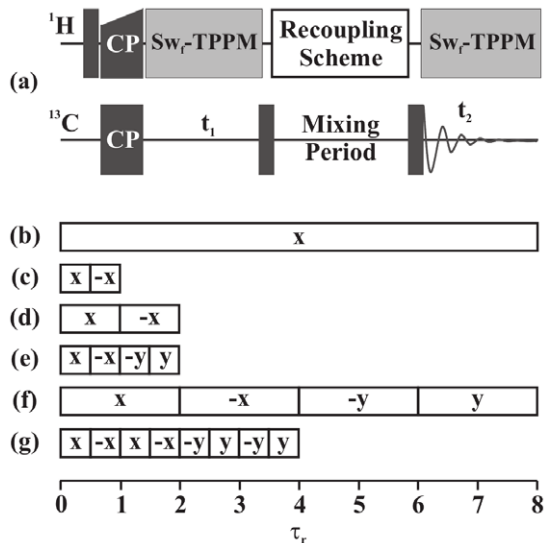 ¹H CP Sw_f-TPPM Recoupling Scheme Sw_f-TPPM
(a)
¹³C CP t₁ Mixing Period t₂
(b) x
(c) x -x
(d) x -x
(e) x -x -y y
(f) x -x -y y
(g) x -x x -x -y y -y y
0 1 2 3 4 5 6 7 8
τᵣ